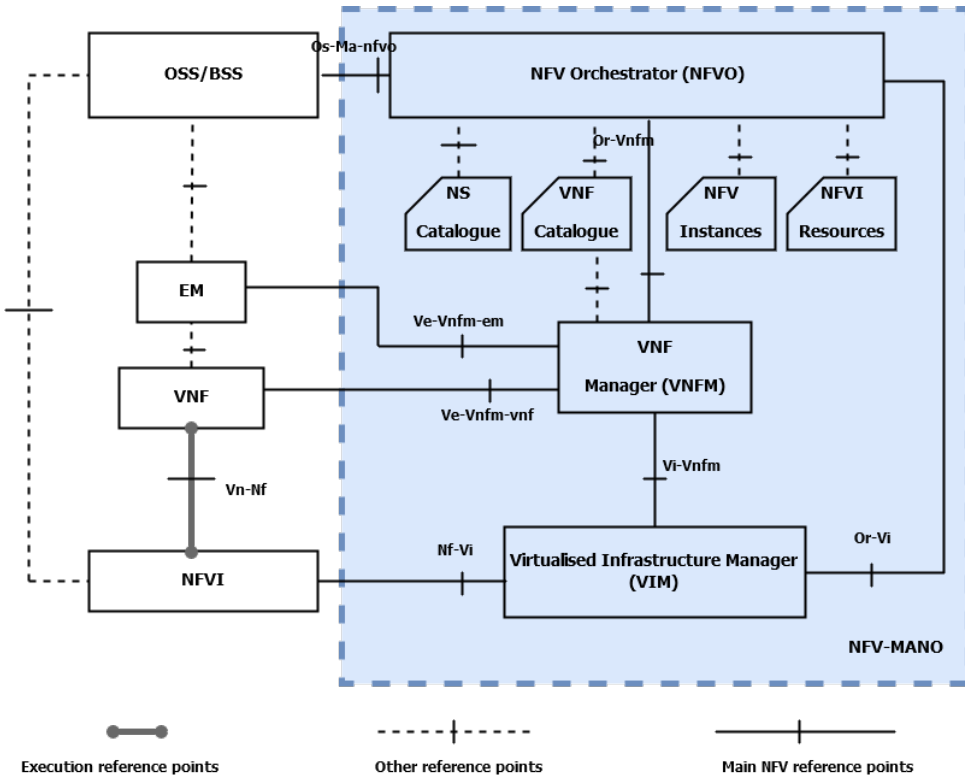 Os-Ma-nfvo
OSS/BSS
NFV Orchestrator (NFVO)
Or-Vnfm
NS
Catalogue
VNF
Catalogue
NFV
Instances
NFVI
Resources
EM
Ve-Vnfm-em
VNF
Manager (VNFM)
VNF
Ve-Vnfm-vnf
Vi-Vnfm
Vn-Nf
Nf-Vi
Or-Vi
NFVI
Virtualised Infrastructure Manager
(VIM)
NFV-MANO
Execution reference points
Other reference points
Main NFV reference points